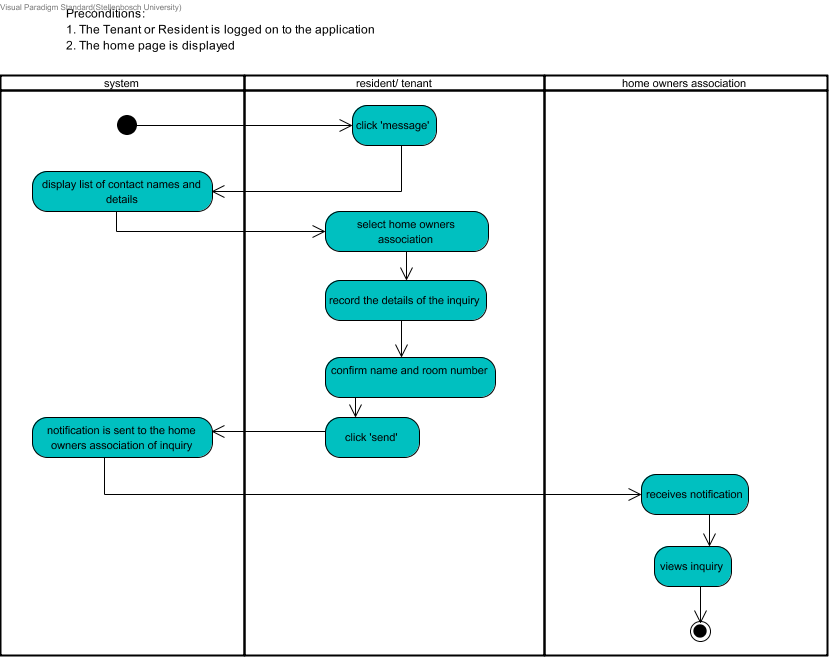 Visual Paradigm Standard(Stellenbosch University)
Preconditions:
1. The Tenant or Resident is logged on to the application
2. The home page is displayed
system
resident/ tenant
home owners association
click 'message'
display list of contact names and
details
select home owners
association
record the details of the inquiry
confirm name and room number
click 'send'
notification is sent to the home
owners association of inquiry
receives notification
views inquiry